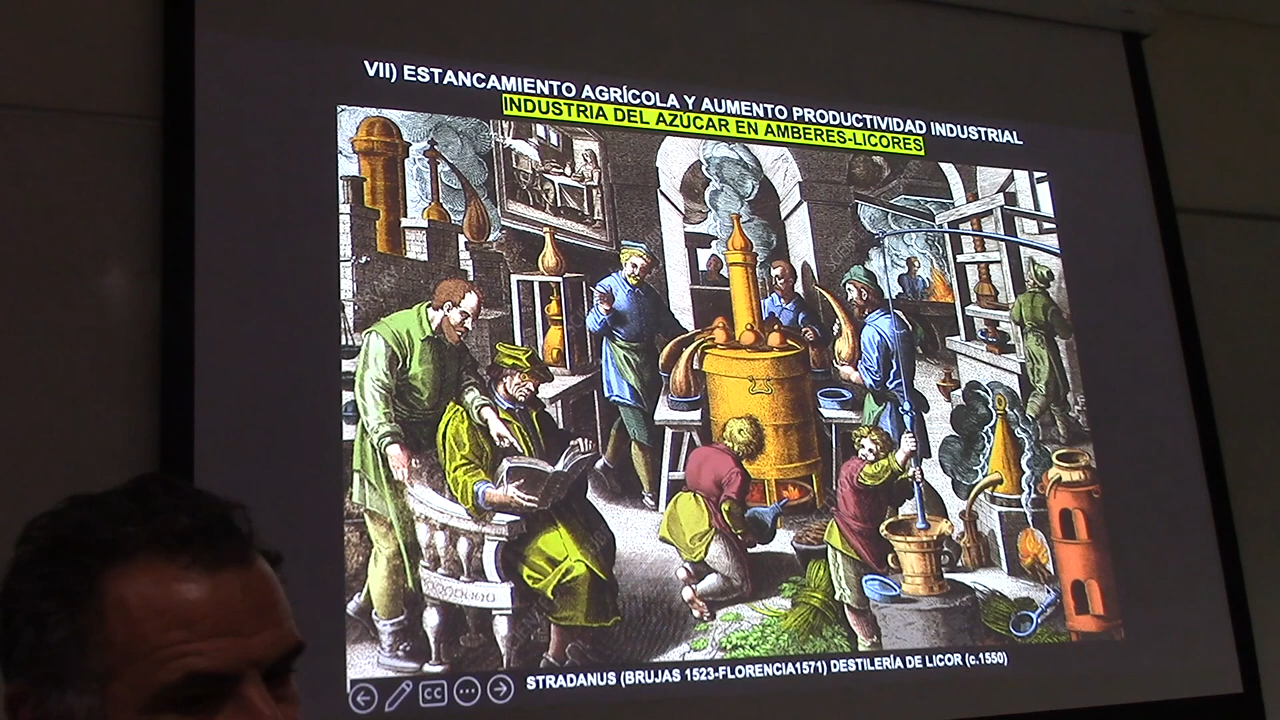 VII) ESTANCAMIENTO AGRÍCOLA Y AUMENTO PRODUCTIVIDAD INDUSTRIAL
INDUSTRIA DEL AZÚCAR EN AMBERES-LICORES
CC
STRADANUS (BRUJAS 1523-FLORENCIA1571) DESTILERÍA DE LICOR (c.1550)